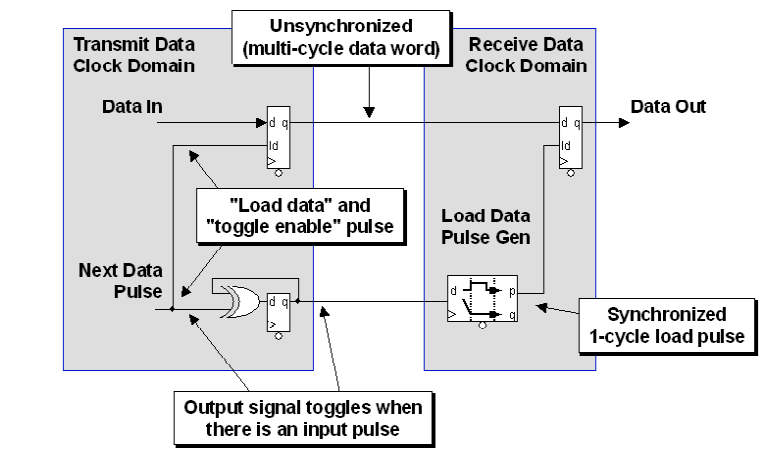 Unsynchronized
(multi-cycle data word)
Transmit Data
Clock Domain
Receive Data
Clock Domain
Data In
d q
ld
d q
ld
Data Out
"Load data" and
"toggle enable" pulse
Load Data
Pulse Gen
Next Data
Pulse
d q
d p
q
Synchronized
1-cycle load pulse
Output signal toggles when
there is an input pulse